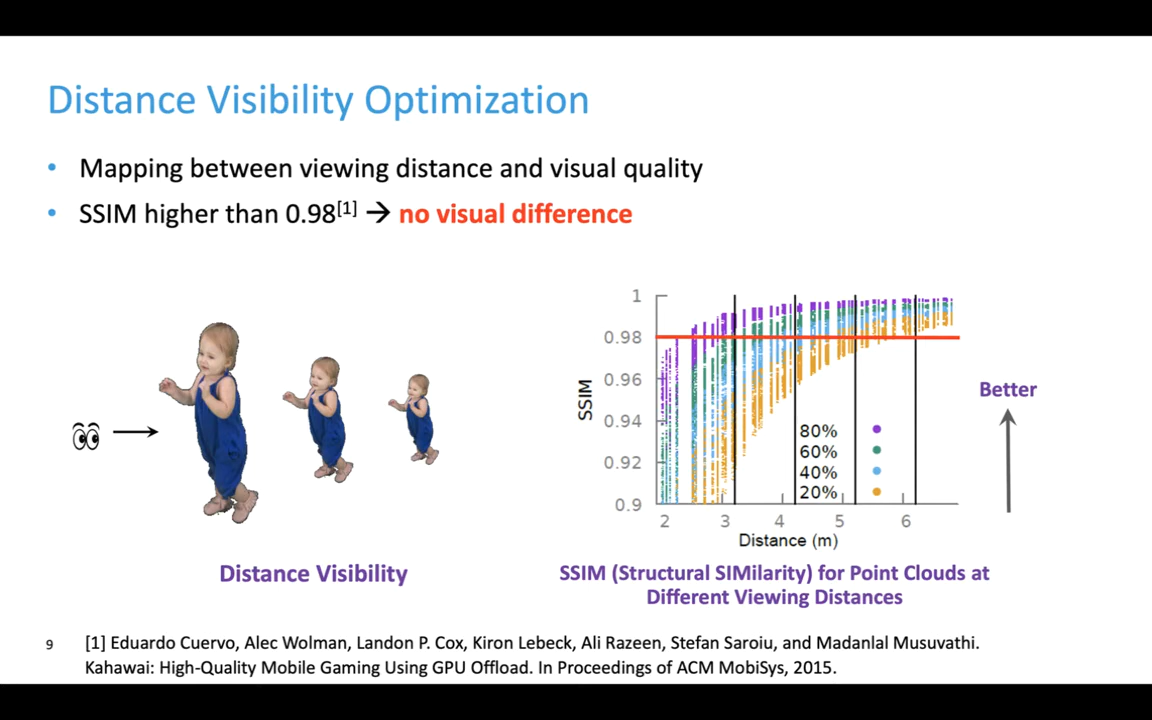 Distance Visibility Optimization
• Mapping between viewing distance and visual quality
• SSIM higher than 0.98[1] → no visual difference
1
0.98
0.96
0.94
0.92
0.9
SSIM
80%
60%
40%
20%
2 3 4 5 6
Distance (m)
Better
Distance Visibility
SSIM (Structural SIMilarity) for Point Clouds at
Different Viewing Distances
9
[1] Eduardo Cuervo, Alec Wolman, Landon P. Cox, Kiron Lebeck, Ali Razeen, Stefan Saroiu, and Madanlal Musuvathi.
Kahawai: High-Quality Mobile Gaming Using GPU Offload. In Proceedings of ACM MobiSys, 2015.